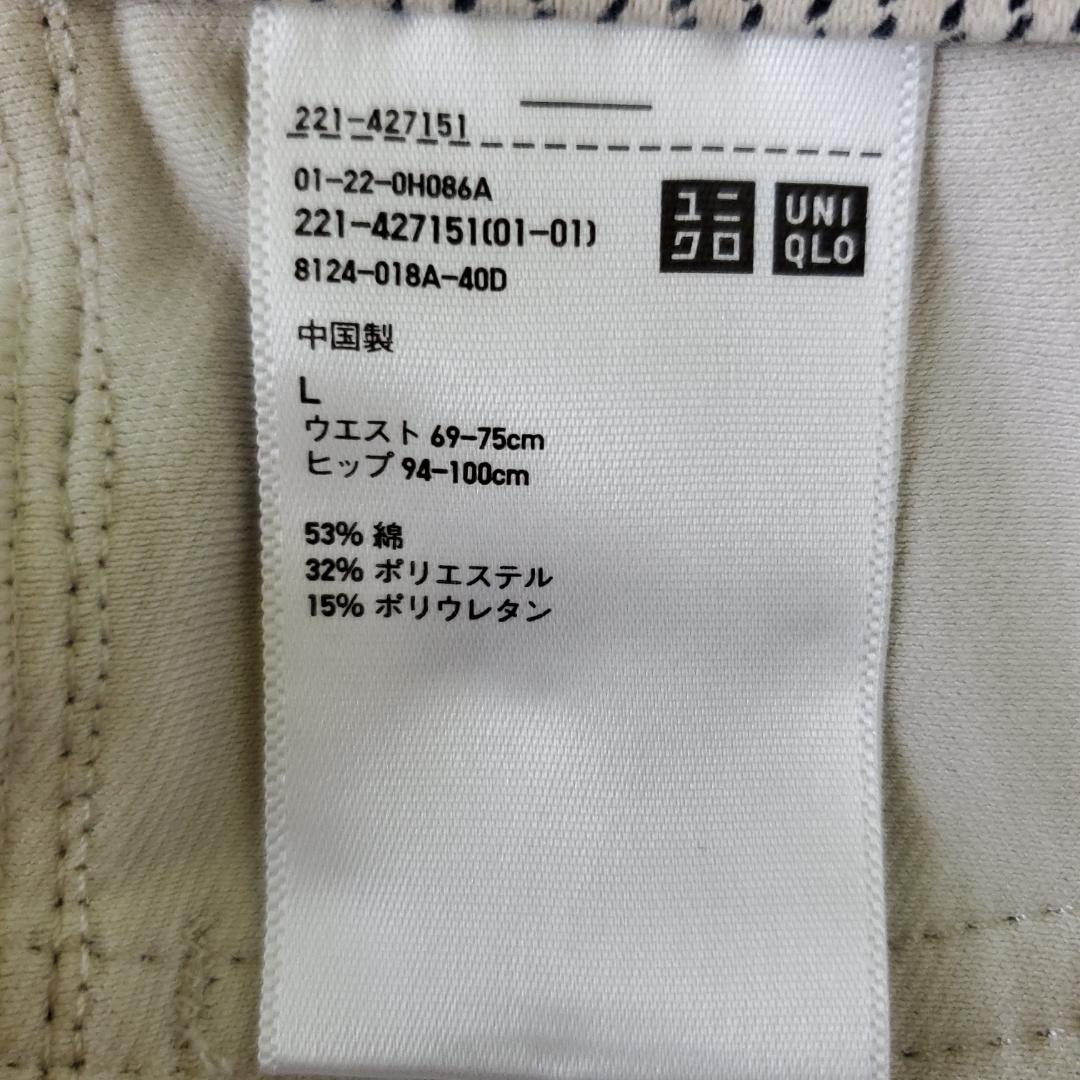 221-427151
01-22-0H086A
221-427151(01-01)
8124-018A-40D
ユニ
クロ
UNI
QLO
中国製
L
ウエスト 69-75cm
ヒップ 94-100cm
53% 綿
32% ポリエステル
15% ポリウレタン